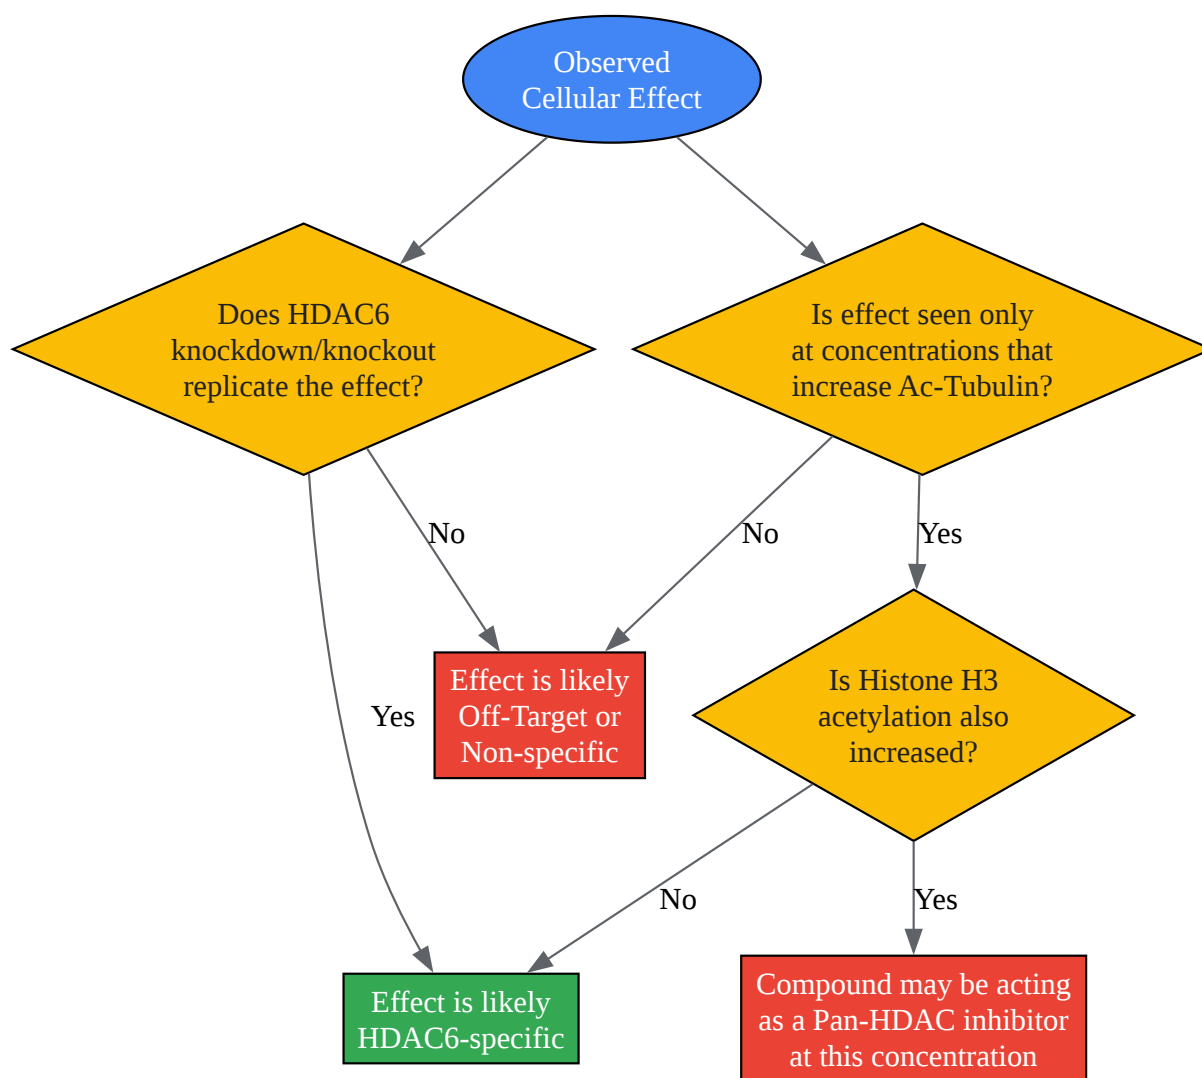 Observed
Cellular Effect
Does HDAC6
knockdown/knockout
replicate the effect?
Is effect seen only
at concentrations that
increase Ac-Tubulin?
No
No
Yes
Effect is likely
Off-Target or
Non-specific
Is Histone H3
acetylation also
increased?
Yes
No
Yes
Effect is likely
HDAC6-specific
Compound may be acting
as a Pan-HDAC inhibitor
at this concentration